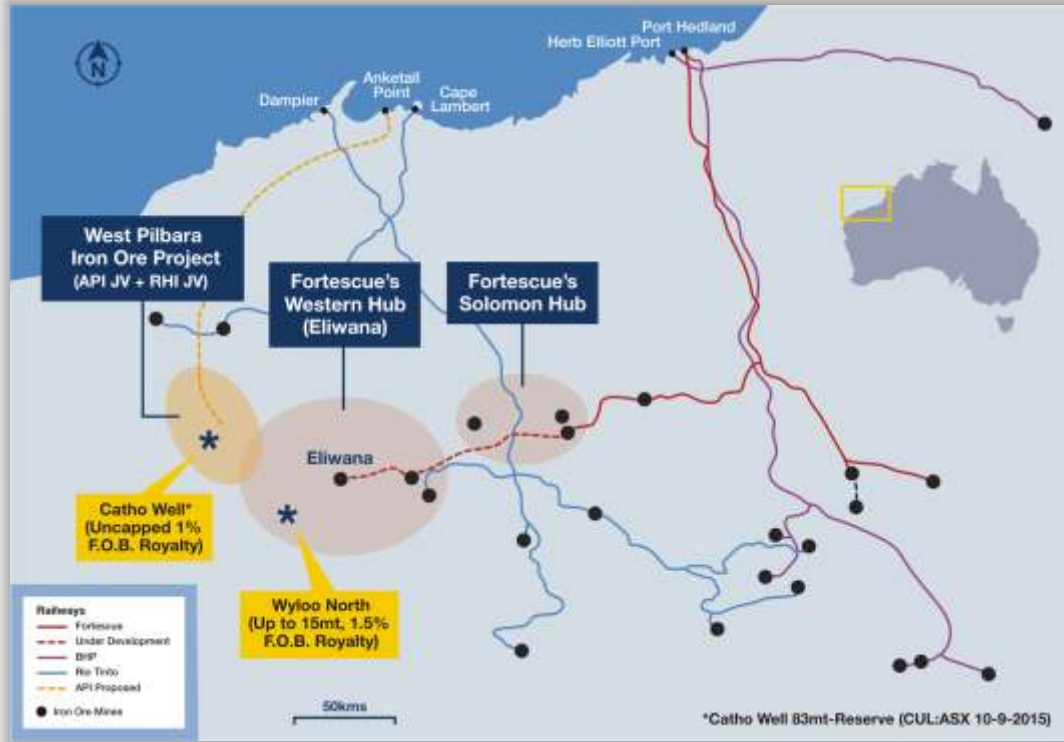 Port Hedland
Herb Elliott Port
Anketall
Point
Cape
Lambert
Dampier
N
West Pilbara
Iron Ore Project
(API JV + RHI JV)
Fortescue's
Western Hub
(Eliwana)
Fortescue's
Solomon Hub
Eliwana
Catho Well*
(Uncapped 1%
F.O.B. Royalty)
Wyloo North
(Up to 15mt, 1.5%
F.O.B. Royalty)
Railways
Fortescue
Under Development
BHP
Rio Tinto
API Proposed
Iron Ore Mines
50kms
*Catho Well 83mt-Reserve (CUL:ASX 10-9-2015)